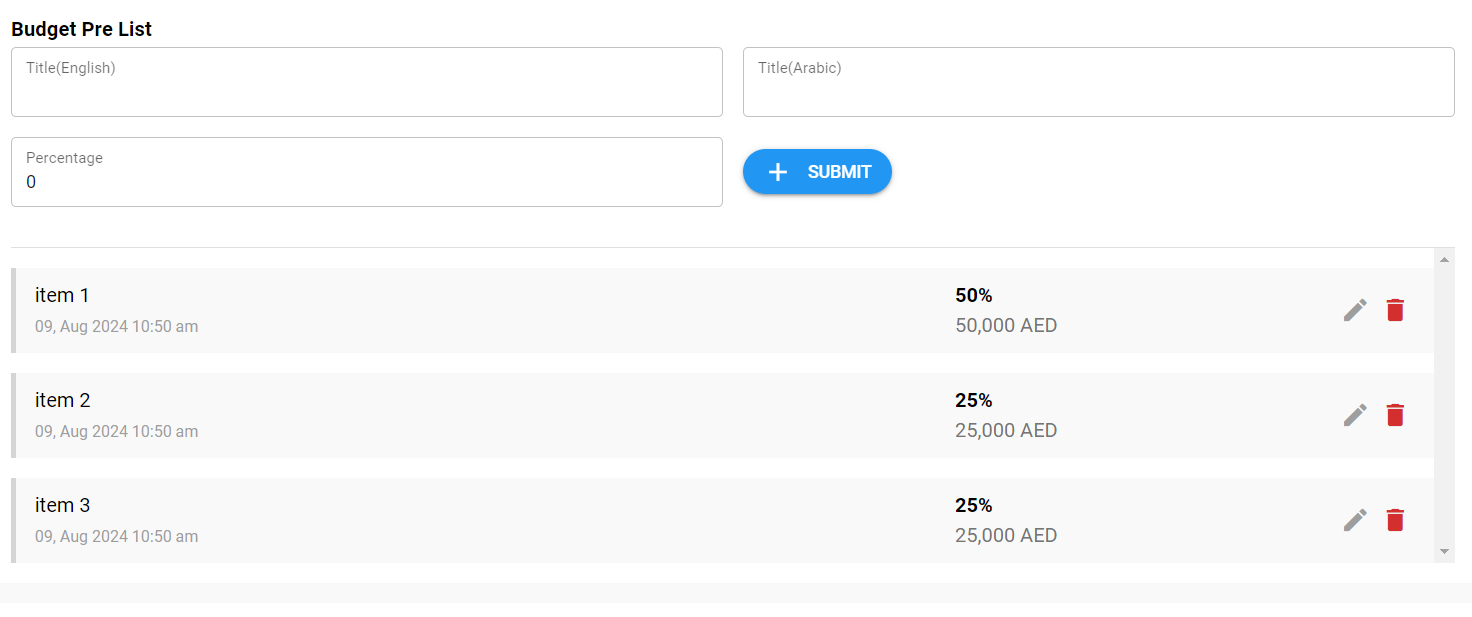 Budget Pre List
Title(English)
Title(Arabic)
Percentage
0
SUBMIT
item 1
09, Aug 2024 10:50 am
50%
50,000 AED
item 2
09, Aug 2024 10:50 am
25%
25,000 AED
item 3
09, Aug 2024 10:50 am
25%
25,000 AED